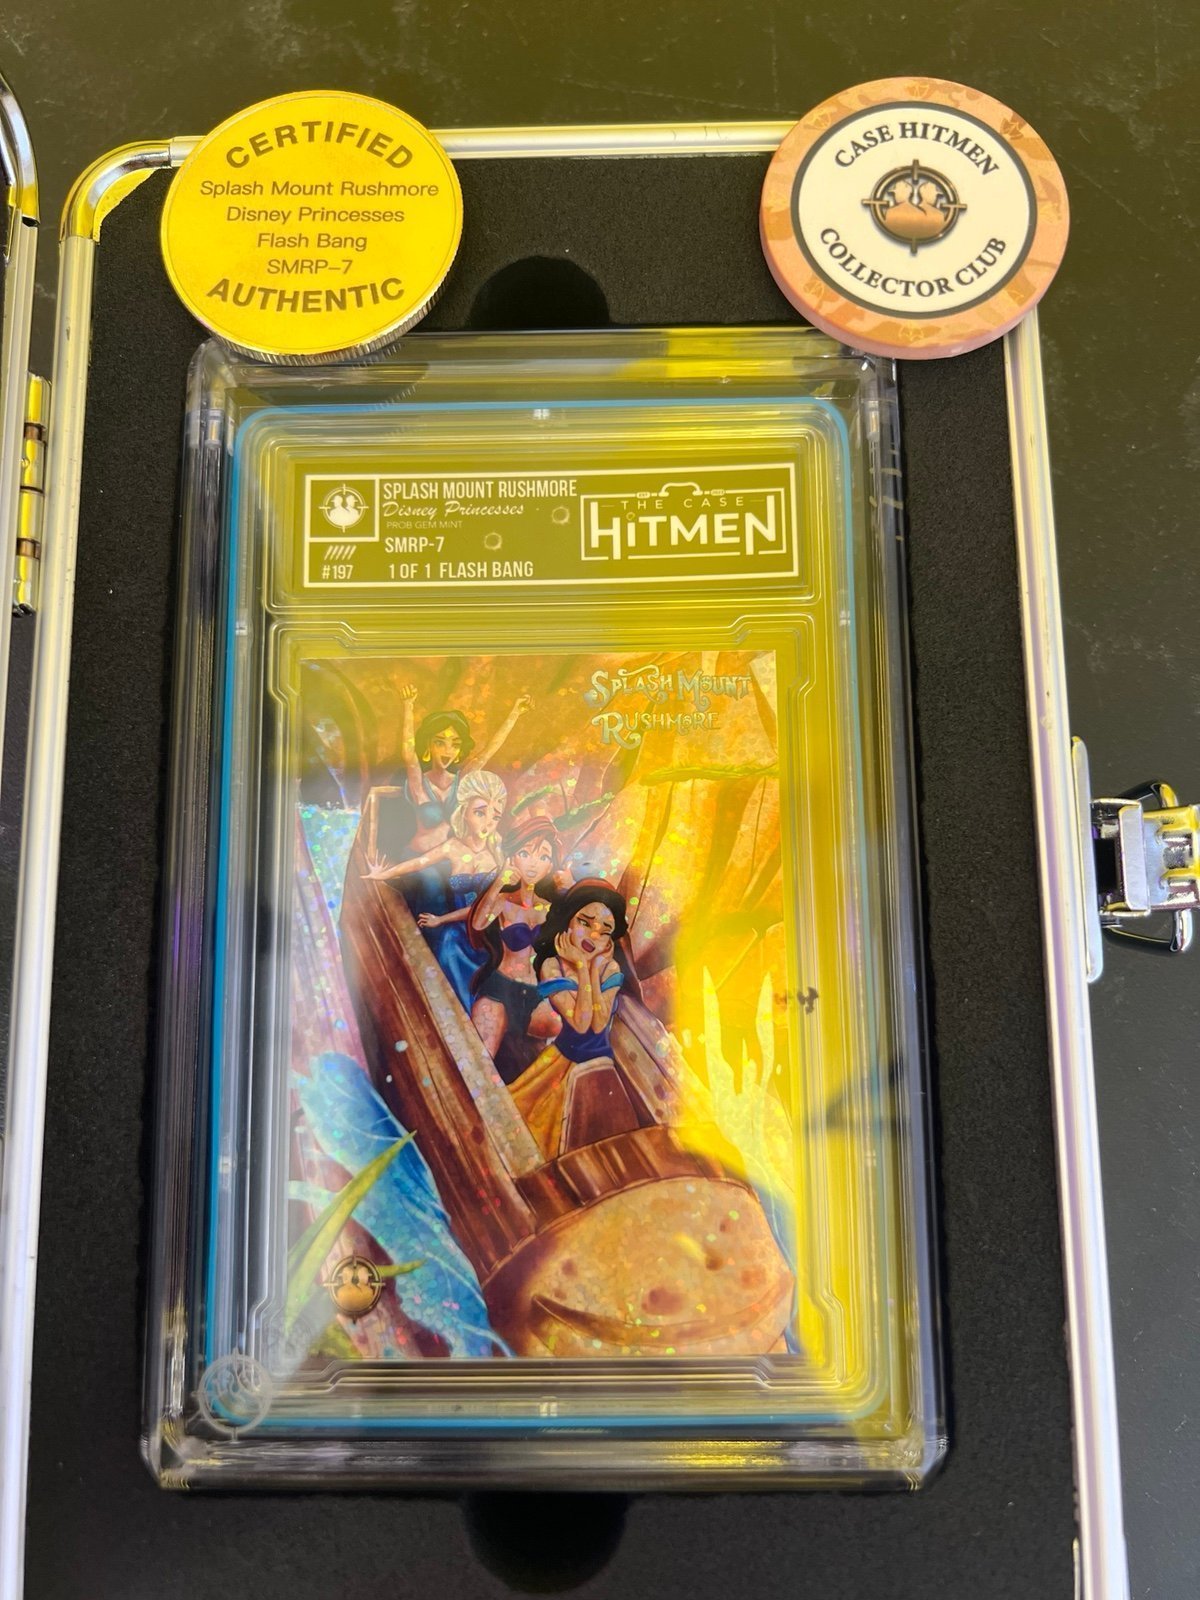 CERTIFIED
Splash Mount Rushmore
Disney Princesses
Flash Bang
SMRP-7
AUTHENTIC
CASE HITMEN
COLLECTOR CLUB
SPLASH MOUNT RUSHMORE
Disney Princesses
PROB GEM MINT
SMRP-7
#197
1 OF 1 FLASH BANG
THE CASE
HITMEN
SPLASH MOUNT
RUSHMORE